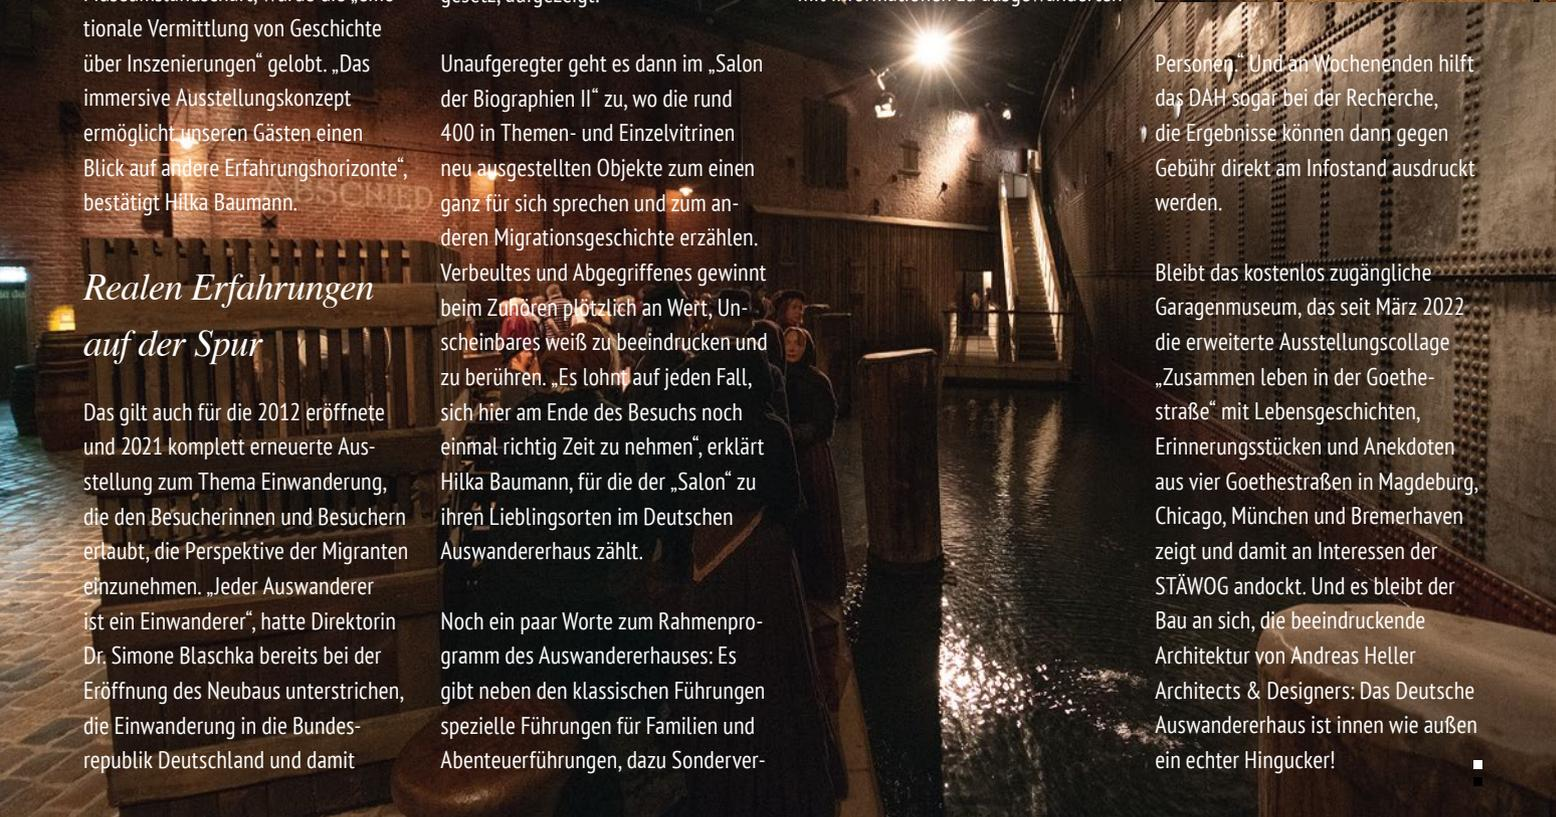 tionale Vermittlung von Geschichte
über Inszenierungen“ gelobt. „Das
immersive Ausstellungskonzept
ermöglicht unseren Gästen einen
Blick auf andere Erfahrungshorizonte“,
bestätigt Hilka Baumann.
Realen Erfahrungen
auf der Spur
Das gilt auch für die 2012 eröffnete
und 2021 komplett erneuerte Aus-
stellung zum Thema Einwanderung,
die den Besucherinnen und Besuchern
erlaubt, die Perspektive der Migranten
einzunehmen. „Jeder Auswanderer
ist ein Einwanderer“, hatte Direktorin
Dr. Simone Blaschka bereits bei der
Eröffnung des Neubaus unterstrichen,
die Einwanderung in die Bundes-
republik Deutschland und damit
gesetz, aufgezeigt.
Unaufgeregter geht es dann im „Salon
der Biographien II“ zu, wo die rund
400 in Themen- und Einzelvitrinen
neu ausgestellten Objekte zum einen
ganz für sich sprechen und zum an-
deren Migrationsgeschichte erzählen.
Verbeultes und Abgegriffenes gewinnt
beim Zuhören plötzlich an Wert, Un-
scheinbares weiß zu beeindrucken und
zu berühren. „Es lohnt auf jeden Fall,
sich hier am Ende des Besuchs noch
einmal richtig Zeit zu nehmen“, erklärt
Hilka Baumann, für die der „Salon“ zu
ihren Lieblingsorten im Deutschen
Auswandererhaus zählt.
Noch ein paar Worte zum Rahmenpro-
gramm des Auswandererhauses: Es
gibt neben den klassischen Führungen
spezielle Führungen für Familien und
Abenteuerführungen, dazu Sonderver-
mit Informationen zu ausgewanderten
Personen.“ Und an Wochenenden hilft
das DAH sogar bei der Recherche,
die Ergebnisse können dann gegen
Gebühr direkt am Infostand ausdruckt
werden.
Bleibt das kostenlos zugängliche
Garagenmuseum, das seit März 2022
die erweiterte Ausstellungscollage
„Zusammen leben in der Goethe-
straße“ mit Lebensgeschichten,
Erinnerungsstücken und Anekdoten
aus vier Goethestraßen in Magdeburg,
Chicago, München und Bremerhaven
zeigt und damit an Interessen der
STÄWOG andockt. Und es bleibt der
Bau an sich, die beeindruckende
Architektur von Andreas Heller
Architects & Designers: Das Deutsche
Auswandererhaus ist innen wie außen
ein echter Hingucker!